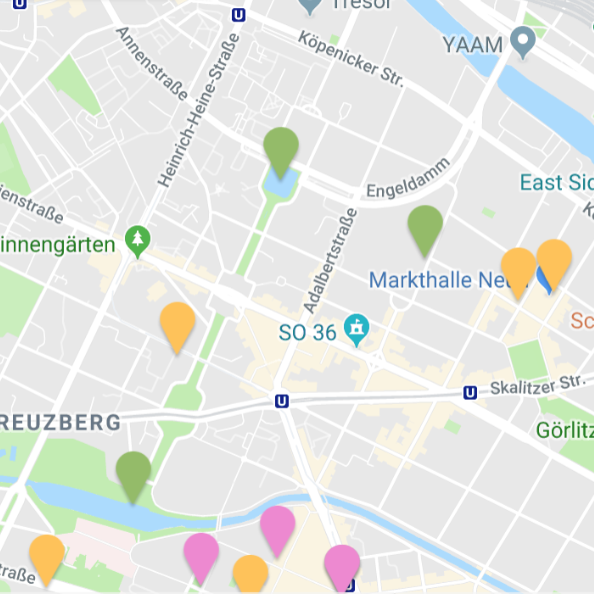 Tresor
Köpenicker Str.
YAAM
Annenstraße
Heinrich-Heine-Straße
Engeldamm
East Sid
ienstraße
Adalbertstraße
innengärten
Markthalle Neu
SO 36
Sc
Skalitzer Str.
REUZBERG
Görlitz
raße
U
U
U
U